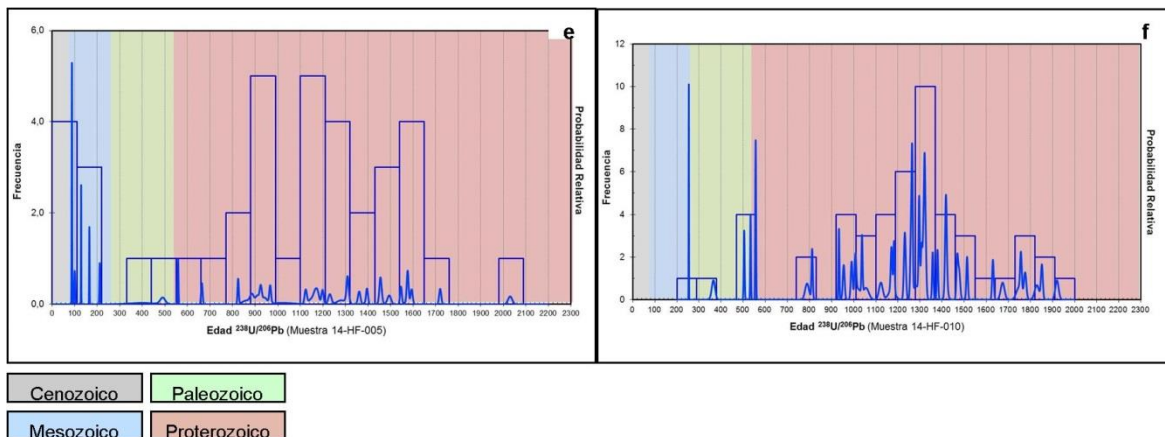 e
6,0
4,0
2,0
0,0
Frecuencia
Probabilidad Relativa
0 100 200 300 400 500 600 700 800 900 1000 1100 1200 1300 1400 1500 1600 1700 1800 1900 2000 2100 2200 2300
Edad ²³⁸U/²⁰⁶Pb (Muestra 14-HF-005)
f
12
10
8
6
4
2
0
Frecuencia
Probabilidad Relativa
0 100 200 300 400 500 600 700 800 900 1000 1100 1200 1300 1400 1500 1600 1700 1800 1900 2000 2100 2200 2300
Edad ²³⁸U/²⁰⁶Pb (Muestra 14-HF-010)
Cenozoico Paleozoico
Mesozoico Proterozoico